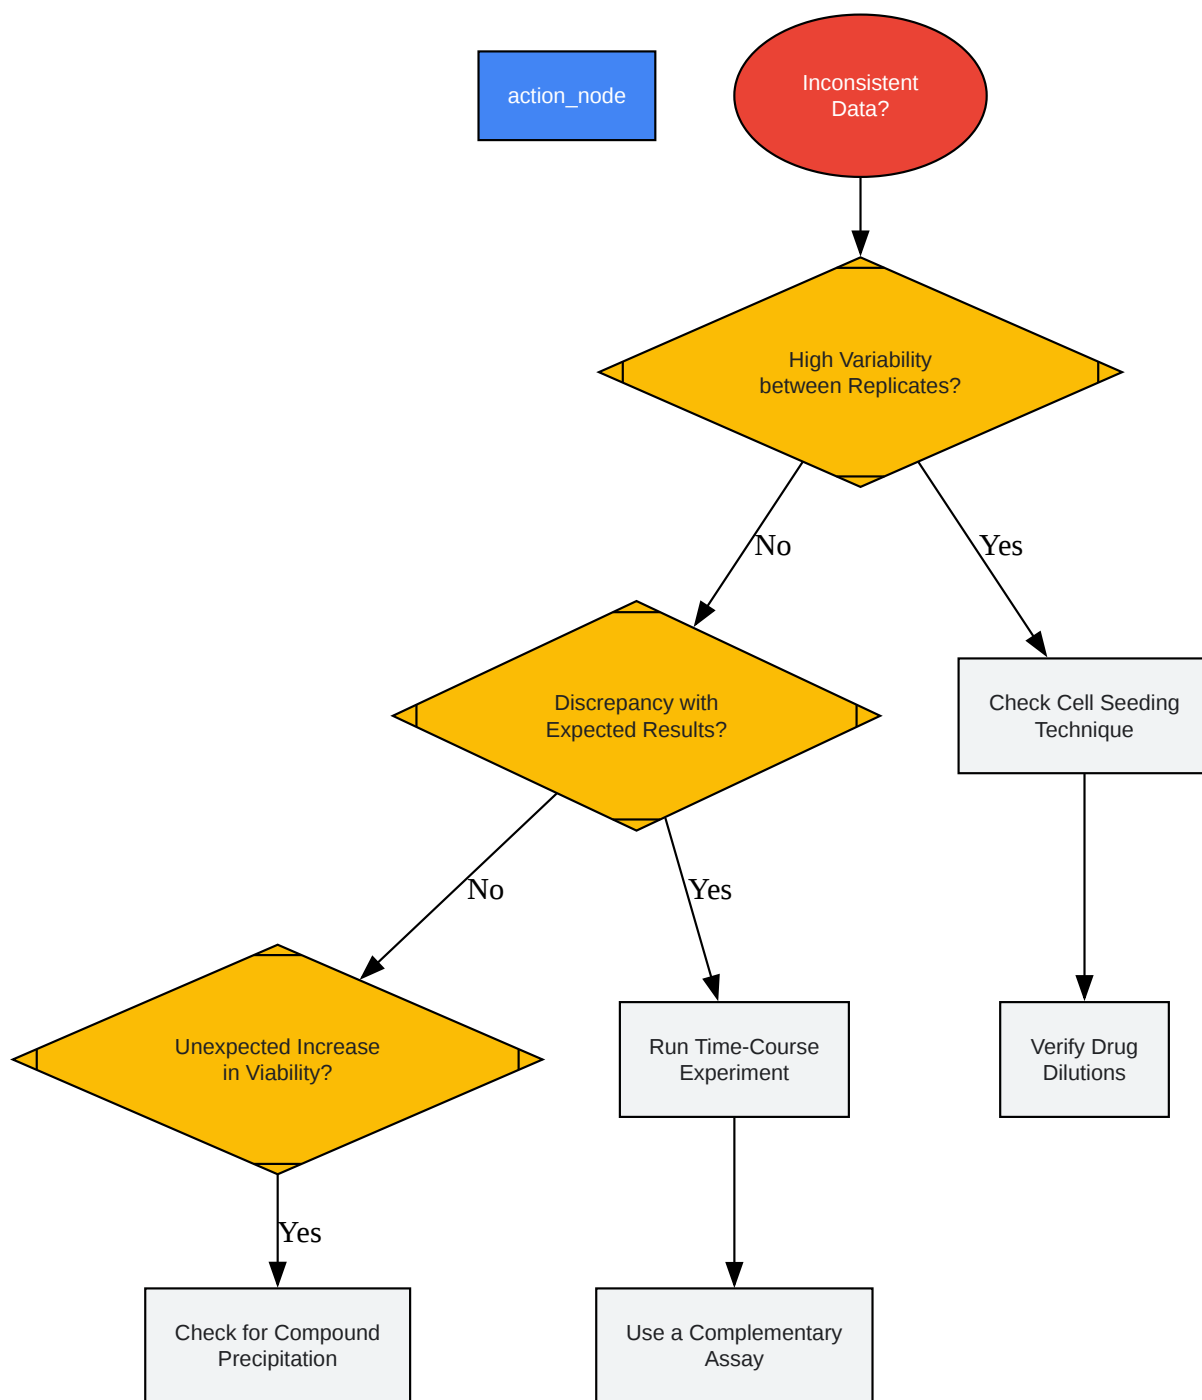 action_node
Inconsistent
Data?
High Variability
between Replicates?
No
Yes
Discrepancy with
Expected Results?
Check Cell Seeding
Technique
No
Yes
Unexpected Increase
in Viability?
Run Time-Course
Experiment
Verify Drug
Dilutions
Yes
Check for Compound
Precipitation
Use a Complementary
Assay